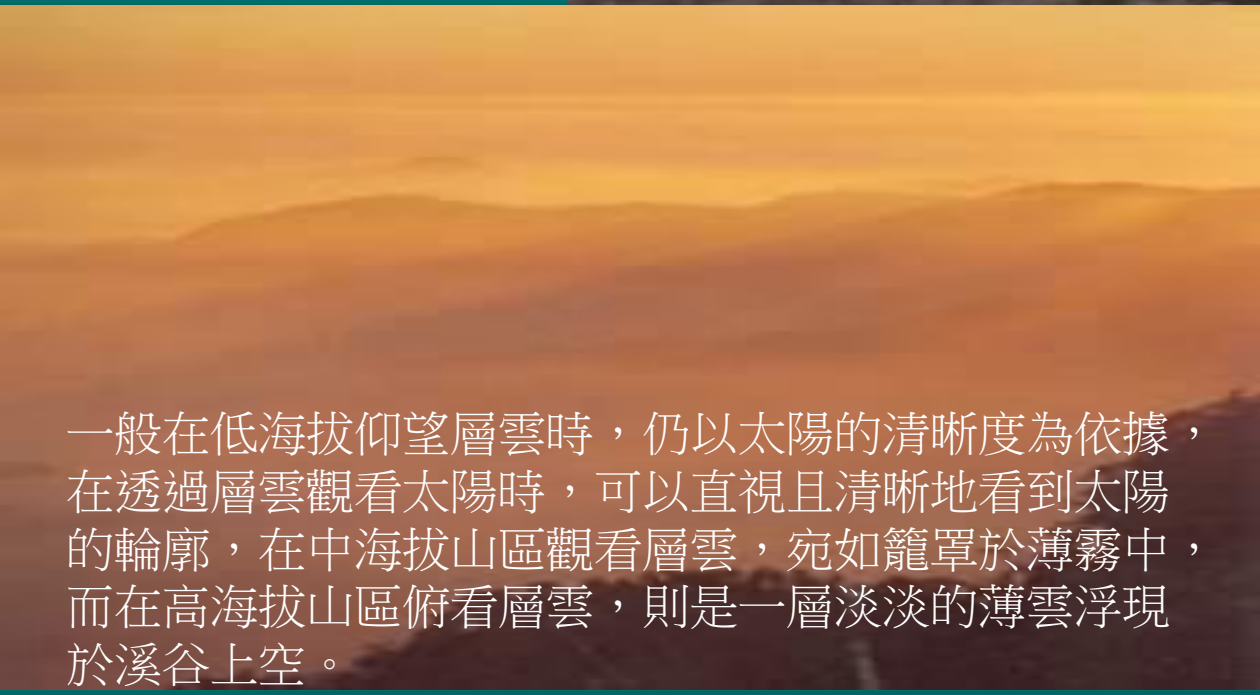 一般在低海拔仰望層雲時，仍以太陽的清晰度為依據，
在透過層雲觀看太陽時，可以直視且清晰地看到太陽
的輪廓，在中海拔山區觀看層雲，宛如籠罩於薄霧中，
而在高海拔山區俯看層雲，則是一層淡淡的薄雲浮現
於溪谷上空。